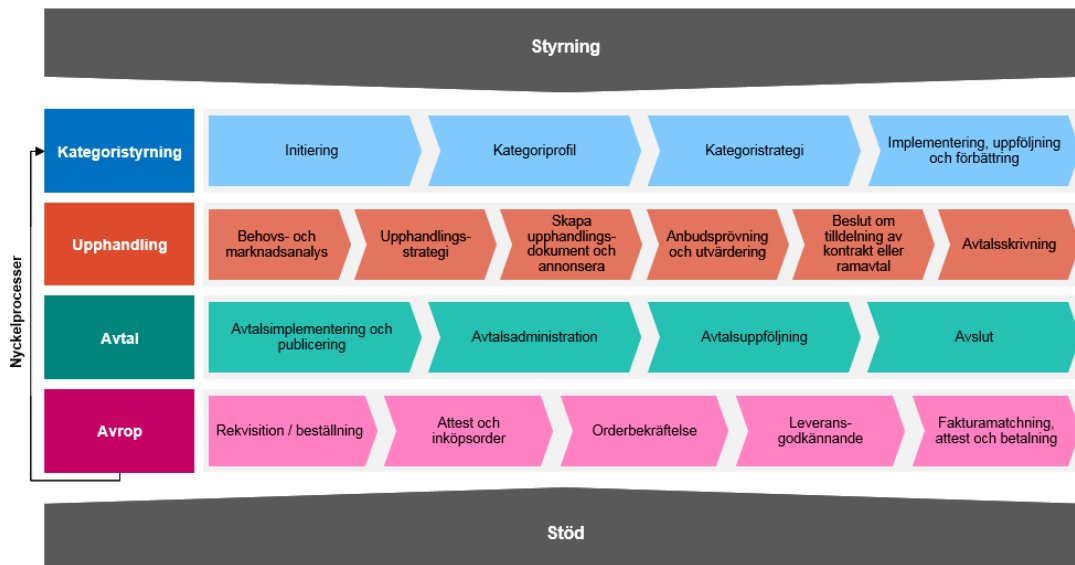 Styrning
Nyckelprocesser
Kategoristyrning
Initiering
Kategoriprofil
Kategoristrategi
Implementering, uppföljning
och förbättring
Upphandling
Behovs- och
marknadsanalys
Upphandlings-
strategi
Skapa
upphandlings-
dokument och
annonsera
Anbudsprövning
och utvärdering
Beslut om
tilldelning av
kontrakt eller
ramavtal
Avtalsskrivning
Avtal
Avtalsimplementering och
publicering
Avtalsadministration
Avtalsuppföljning
Avslut
Avrop
Rekvisition / beställning
Attest och
inköpsorder
Orderbekräftelse
Leverans-
godkännande
Fakturamatchning,
attest och betalning
Stöd